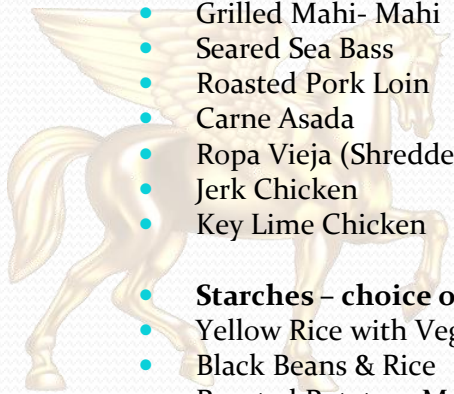 Grilled Mahi- Mahi
Seared Sea Bass
Roasted Pork Loin
Carne Asada
Ropa Vieja (Shredde
Jerk Chicken
Key Lime Chicken
Starches – choice o
Yellow Rice with Veg
Black Beans & Rice